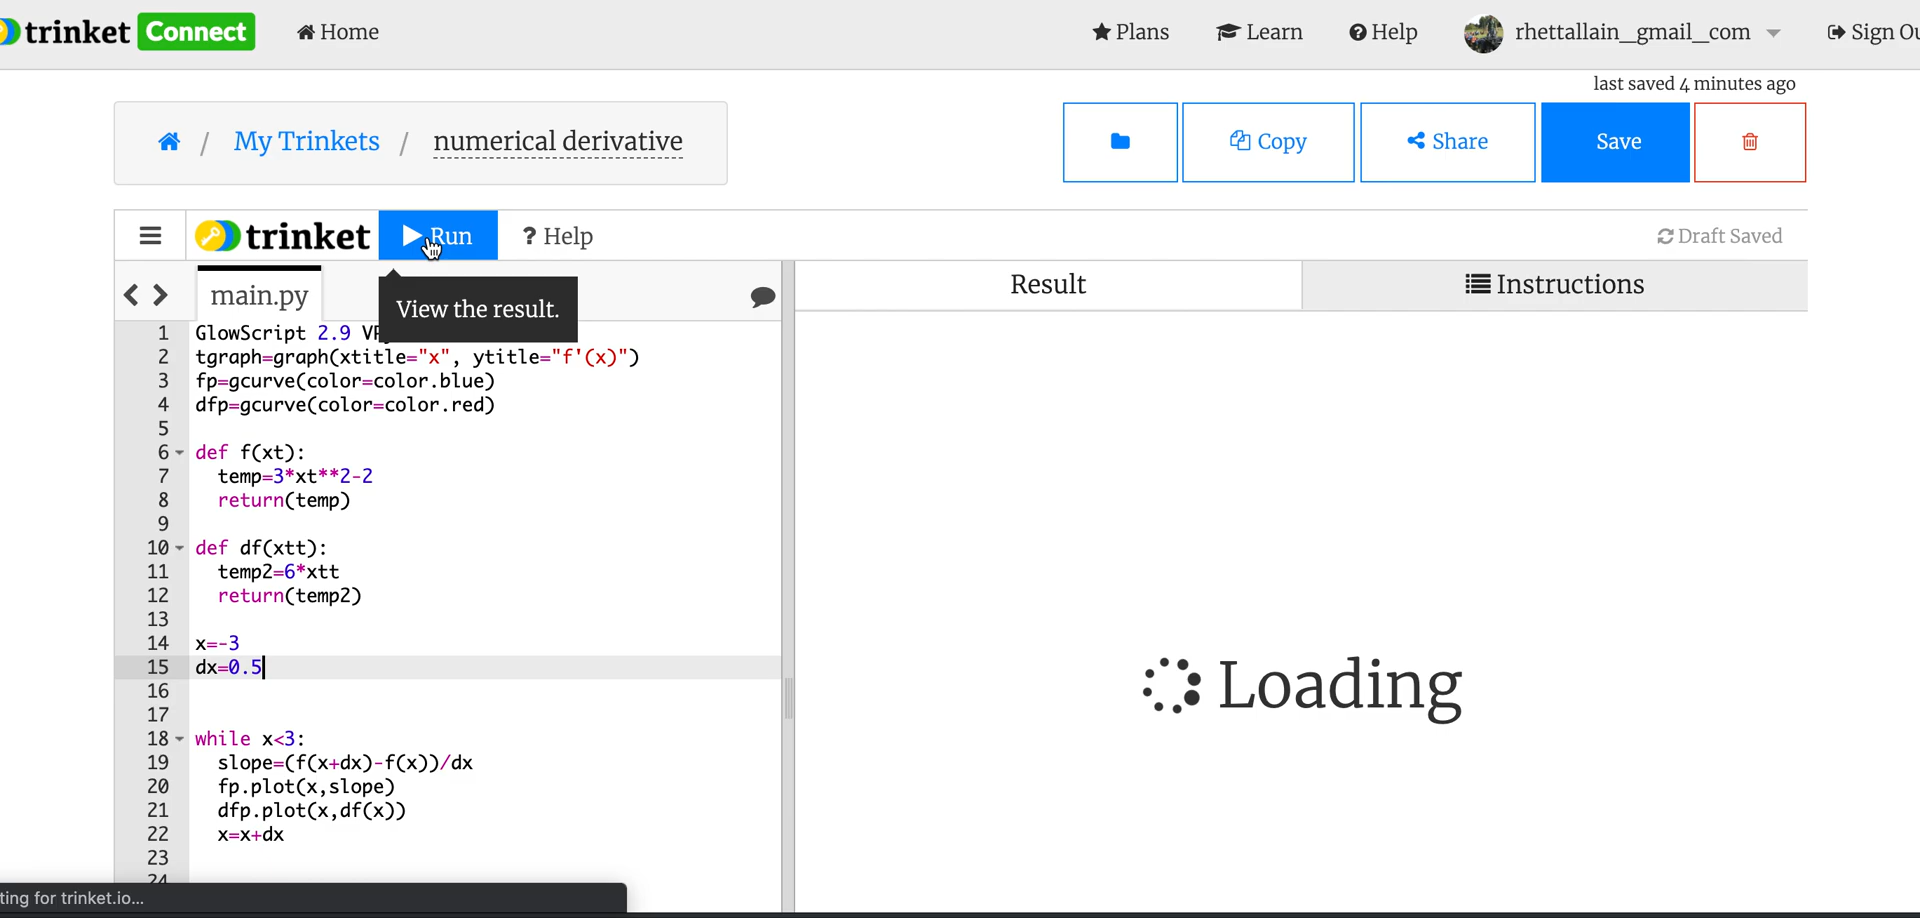 trinket Connect Home Plans Learn Help rhettallain_gmail_com
last saved 4 minutes ago
/ My Trinkets / numerical derivative Copy Share Save
trinket Run ? Help Draft Saved
main.py View the result. Result Instructions
1 GlowScript 2.9
2 tgraph=graph(xtitle="x", ytitle="f'(x)")
3 fp=gcurve(color=color.blue)
4 dfp=gcurve(color=color.red)
5
6 def f(xt):
7 temp=3*xt**2-2
8 return(temp)
9
10 def df(xtt):
11 temp2=6*xtt
12 return(temp2)
13
14 x=-3
15 dx=0.5
16
17
18 while x<3:
19 slope=(f(x+dx)-f(x))/dx
20 fp.plot(x,slope)
21 dfp.plot(x,df(x))
22 x=x+dx
23
24
Loading
ting for trinket.io...